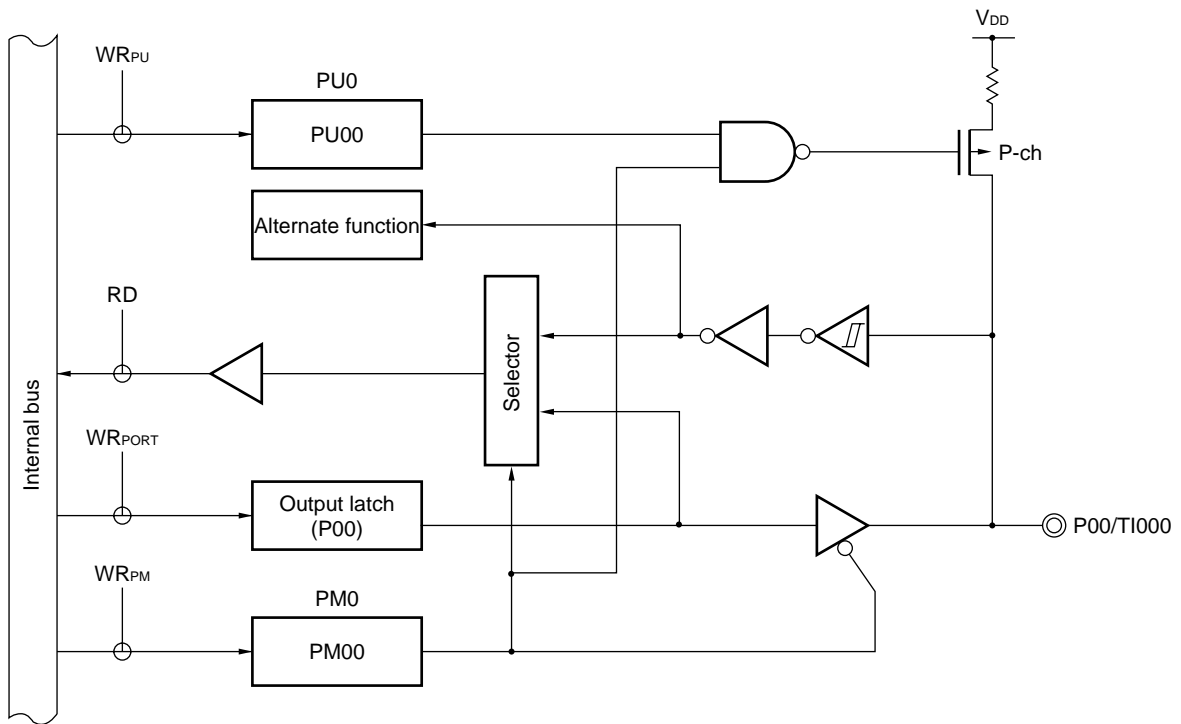 VDD
WRPU
PU0
PU00
P-ch
Alternate function
RD
Selector
Internal bus
WRPORT
Output latch
(P00)
P00/TI000
WRPM
PM0
PM00